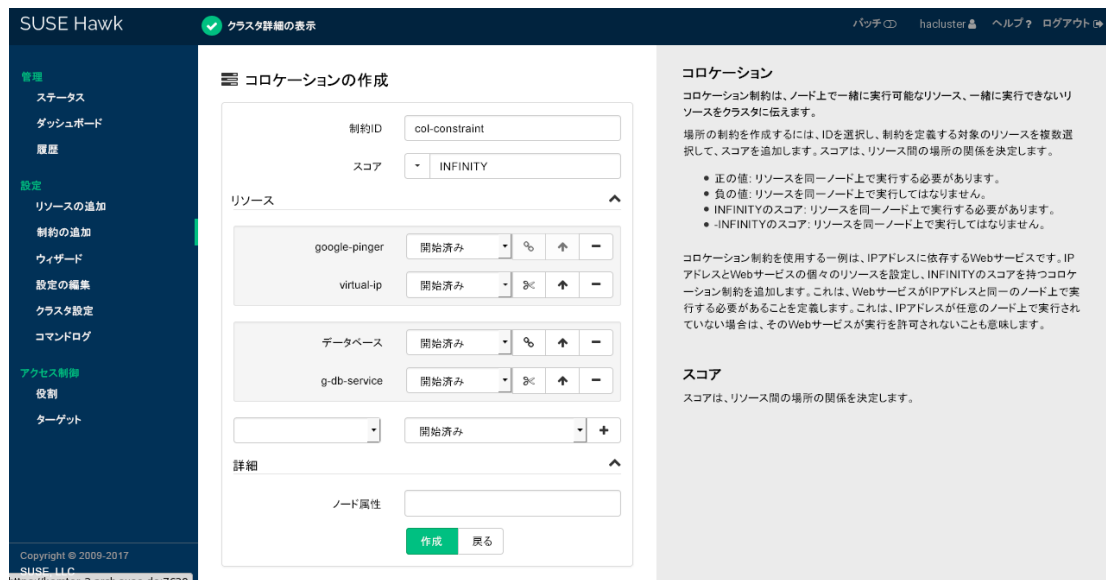 SUSE Hawk
クラスタ詳細の表示
バッチ
hacluster
ヘルプ ?
ログアウト
管理
ステータス
ダッシュボード
履歴
設定
リソースの追加
制約の追加
ウィザード
設定の編集
クラスタ設定
コマンドログ
アクセス制御
役割
ターゲット
Copyright © 2009-2017
SUSE, LLC
コロケーションの作成
制約ID
col-constraint
スコア
INFINITY
リソース
google-pinger
開始済み
virtual-ip
開始済み
データベース
開始済み
g-db-service
開始済み
開始済み
詳細
ノード属性
作成
戻る
コロケーション
コロケーション制約は、ノード上で一緒に実行可能なリソース、一緒に実行できないリ
ソースをクラスタに伝えます。
場所の制約を作成するには、IDを選択し、制約を定義する対象のリソースを複数選
択して、スコアを追加します。スコアは、リソース間の場所の関係を決定します。
• 正の値: リソースを同一ノード上で実行する必要があります。
• 負の値: リソースを同一ノード上で実行してはなりません。
• INFINITYのスコア: リソースを同一ノード上で実行する必要があります。
• -INFINITYのスコア: リソースを同一ノード上で実行してはなりません。
コロケーション制約を使用する一例は、IPアドレスに依存するWebサービスです。IP
アドレスとWebサービスの個々のリソースを設定し、INFINITYのスコアを持つコロケ
ーション制約を追加します。これは、WebサービスがIPアドレスと同一のノード上で実
行する必要があることを定義します。これは、IPアドレスが任意のノード上で実行され
ていない場合は、そのWebサービスが実行を許可されないことも意味します。
スコア
スコアは、リソース間の場所の関係を決定します。